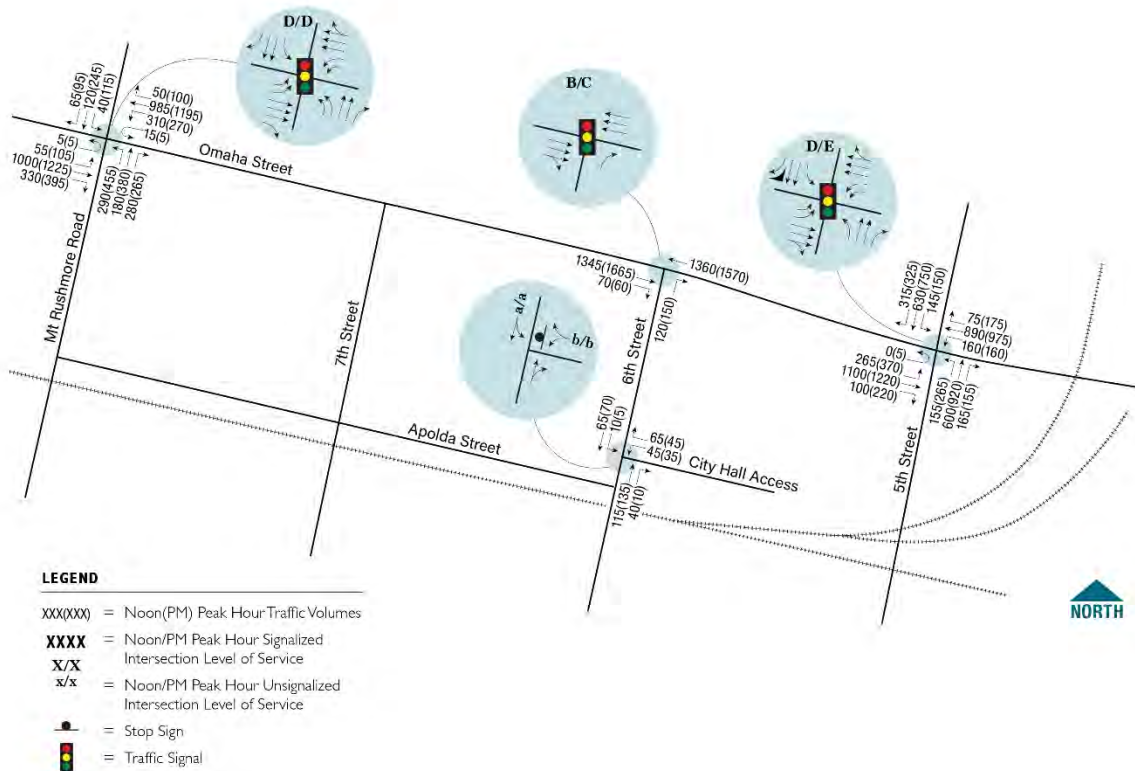 D/D
B/C
D/E
65(95)
120(245)
40(115)
50(100)
985(1195)
310(270)
15(5)
5(5)
55(105)
1000(1225)
330(395)
290(455)
180(380)
280(265)
Omaha Street
Mt Rushmore Road
7th Street
1345(1665)
70(60)
1360(1570)
120(150)
6th Street
a/a
b/b
315(325)
630(750)
145(150)
75(175)
890(975)
160(160)
0(5)
265(370)
1100(1220)
100(220)
155(265)
600(920)
165(155)
5th Street
65(70)
10(5)
65(45)
45(35)
Apolda Street
City Hall Access
115(135)
40(10)
LEGEND
XXX(XXX) = Noon(PM) Peak Hour Traffic Volumes
XXXX = Noon/PM Peak Hour Signalized
Intersection Level of Service
X/X
x/x = Noon/PM Peak Hour Unsignalized
Intersection Level of Service
= Stop Sign
= Traffic Signal
NORTH